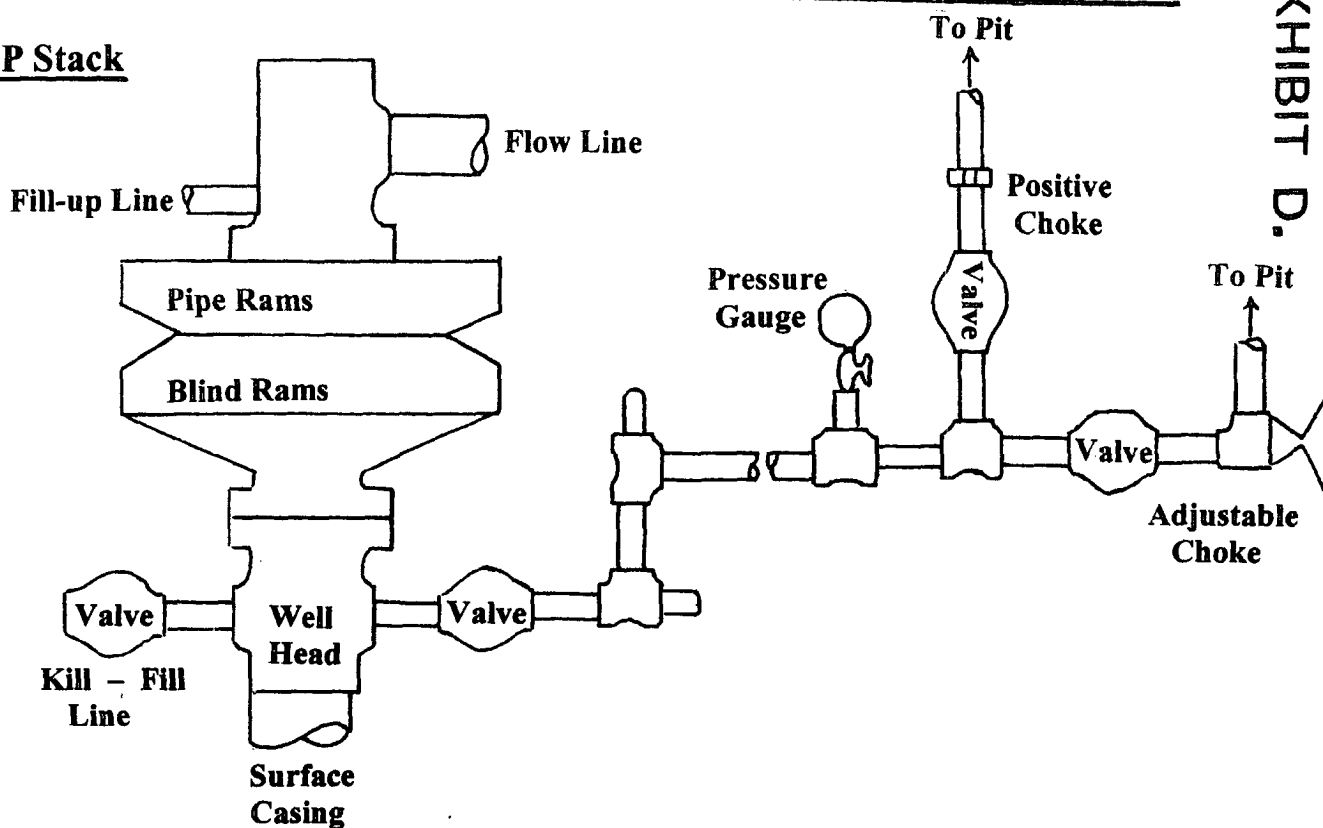 P Stack
To Pit
XHIBIT D.
Flow Line
Fill-up Line
Positive
Choke
To Pit
Pressure
Gauge
Valve
Pipe Rams
Blind Rams
Valve
Adjustable
Choke
Valve
Well
Head
Valve
Kill – Fill
Line
Surface
Casing